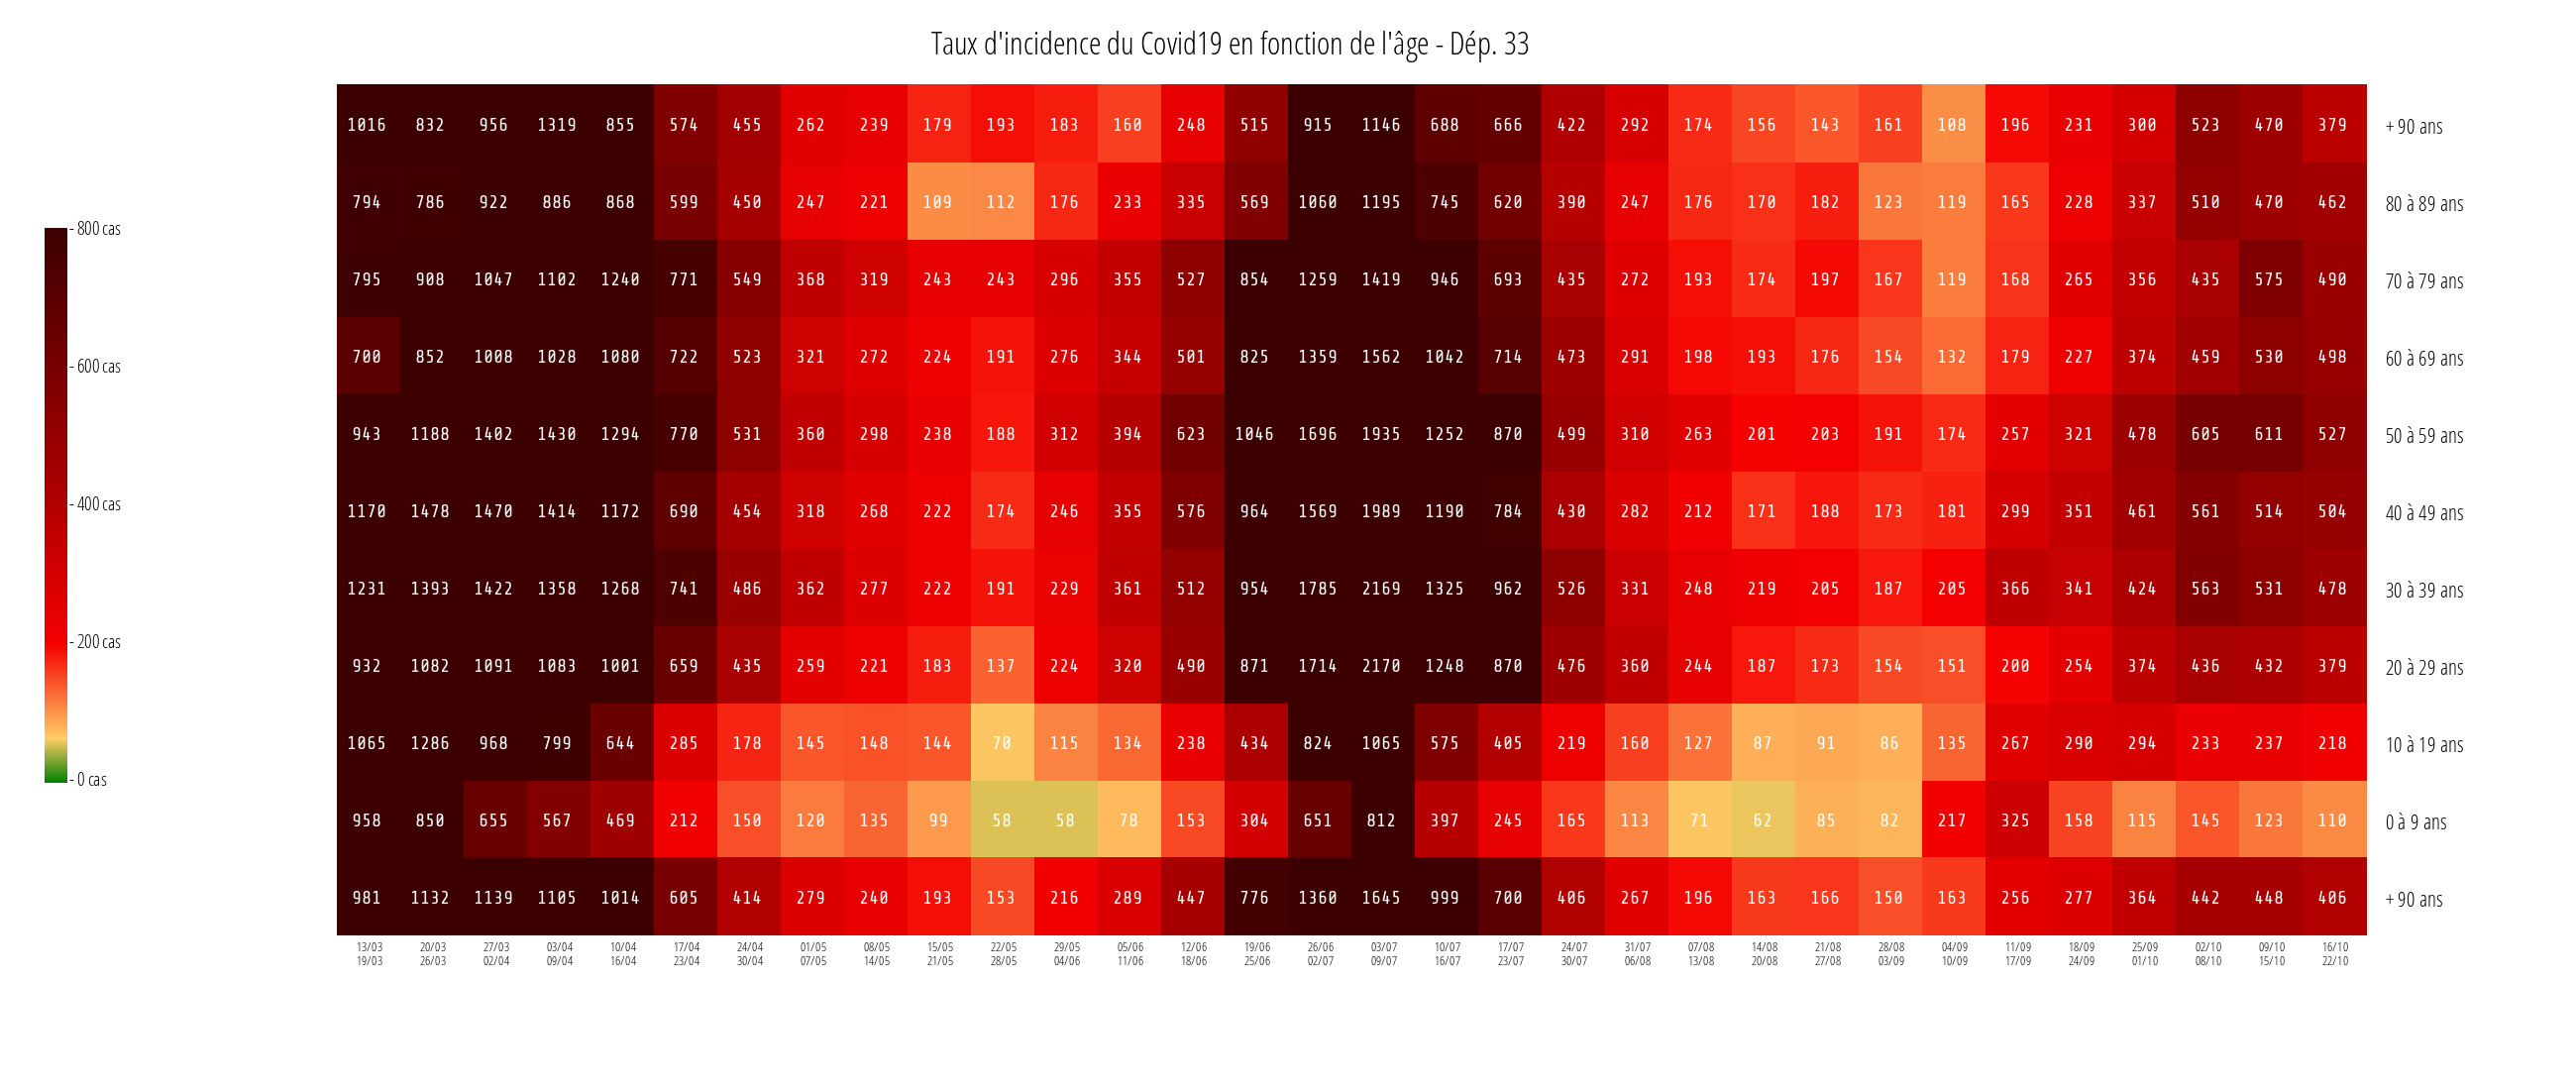 Taux d'incidence du Covid19 en fonction de l'âge - Dép. 33
- 800 cas
- 600 cas
- 400 cas
- 200 cas
- 0 cas
1016 832 956 1319 855 574 455 262 239 179 193 183 160 248 515 915 1146 688 666 422 292 174 156 143 161 108 196 231 300 523 470 379 + 90 ans
794 786 922 886 868 599 450 247 221 109 112 176 233 335 569 1060 1195 745 620 390 247 176 170 182 123 119 165 228 337 510 470 462 80 à 89 ans
795 908 1047 1102 1240 771 549 368 319 243 243 296 355 527 854 1259 1419 946 693 435 272 193 174 197 167 119 168 265 356 435 575 490 70 à 79 ans
700 852 1008 1028 1080 722 523 321 272 224 191 276 344 501 825 1359 1562 1042 714 473 291 198 193 176 154 132 179 227 374 459 530 498 60 à 69 ans
943 1188 1402 1430 1294 770 531 360 298 238 188 312 394 623 1046 1696 1935 1252 870 499 310 263 201 203 191 174 257 321 478 605 611 527 50 à 59 ans
1170 1478 1470 1414 1172 690 454 318 268 222 174 246 355 576 964 1569 1989 1190 784 430 282 212 171 188 173 181 299 351 461 561 514 504 40 à 49 ans
1231 1393 1422 1358 1268 741 486 362 277 222 191 229 361 512 954 1785 2169 1325 962 526 331 248 219 205 187 205 366 341 424 563 531 478 30 à 39 ans
932 1082 1091 1083 1001 659 435 259 221 183 137 224 320 490 871 1714 2170 1248 870 476 360 244 187 173 154 151 200 254 374 436 432 379 20 à 29 ans
1065 1286 968 799 644 285 178 145 148 144 70 115 134 238 434 824 1065 575 405 219 160 127 87 91 86 135 267 290 294 233 237 218 10 à 19 ans
958 850 655 567 469 212 150 120 135 99 58 58 78 153 304 651 812 397 245 165 113 71 62 85 82 217 325 158 115 145 123 110 0 à 9 ans
981 1132 1139 1105 1014 605 414 279 240 193 153 216 289 447 776 1360 1645 999 700 406 267 196 163 166 150 163 256 277 364 442 448 406 + 90 ans
13/03 20/03 27/03 03/04 10/04 17/04 24/04 01/05 08/05 15/05 22/05 29/05 05/06 12/06 19/06 26/06 03/07 10/07 17/07 24/07 31/07 07/08 14/08 21/08 28/08 04/09 11/09 18/09 25/09 02/10 09/10 16/10
19/03 26/03 02/04 09/04 16/04 23/04 30/04 07/05 14/05 21/05 28/05 04/06 11/06 18/06 25/06 02/07 09/07 16/07 23/07 30/07 06/08 13/08 20/08 27/08 03/09 10/09 17/09 24/09 01/10 08/10 15/10 22/10